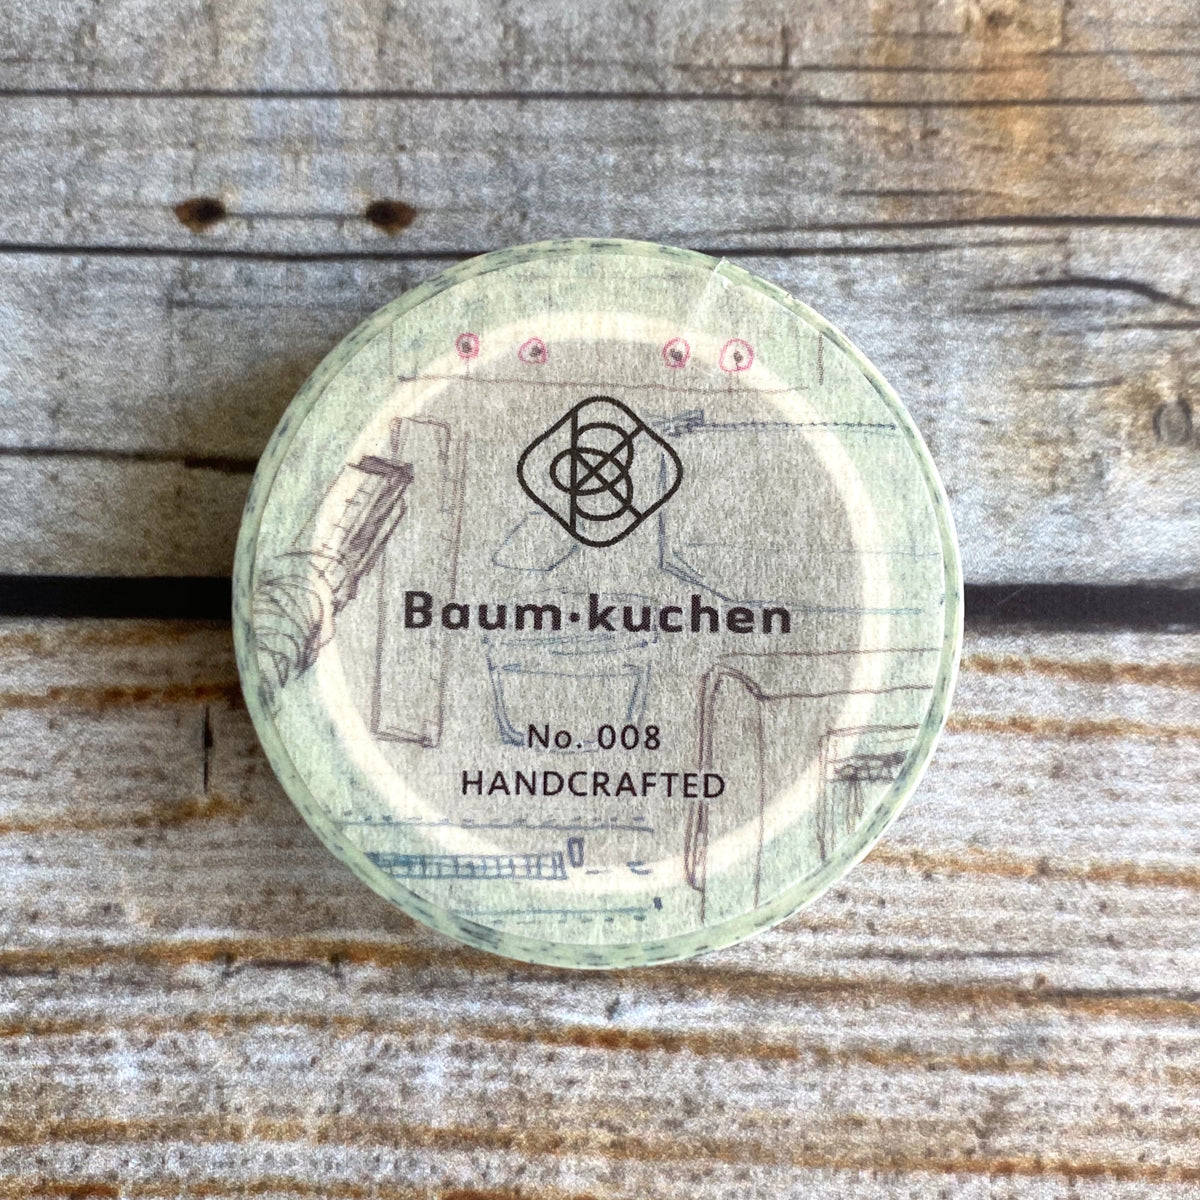 Baum·kuchen
No. 008
HANDCRAFTED